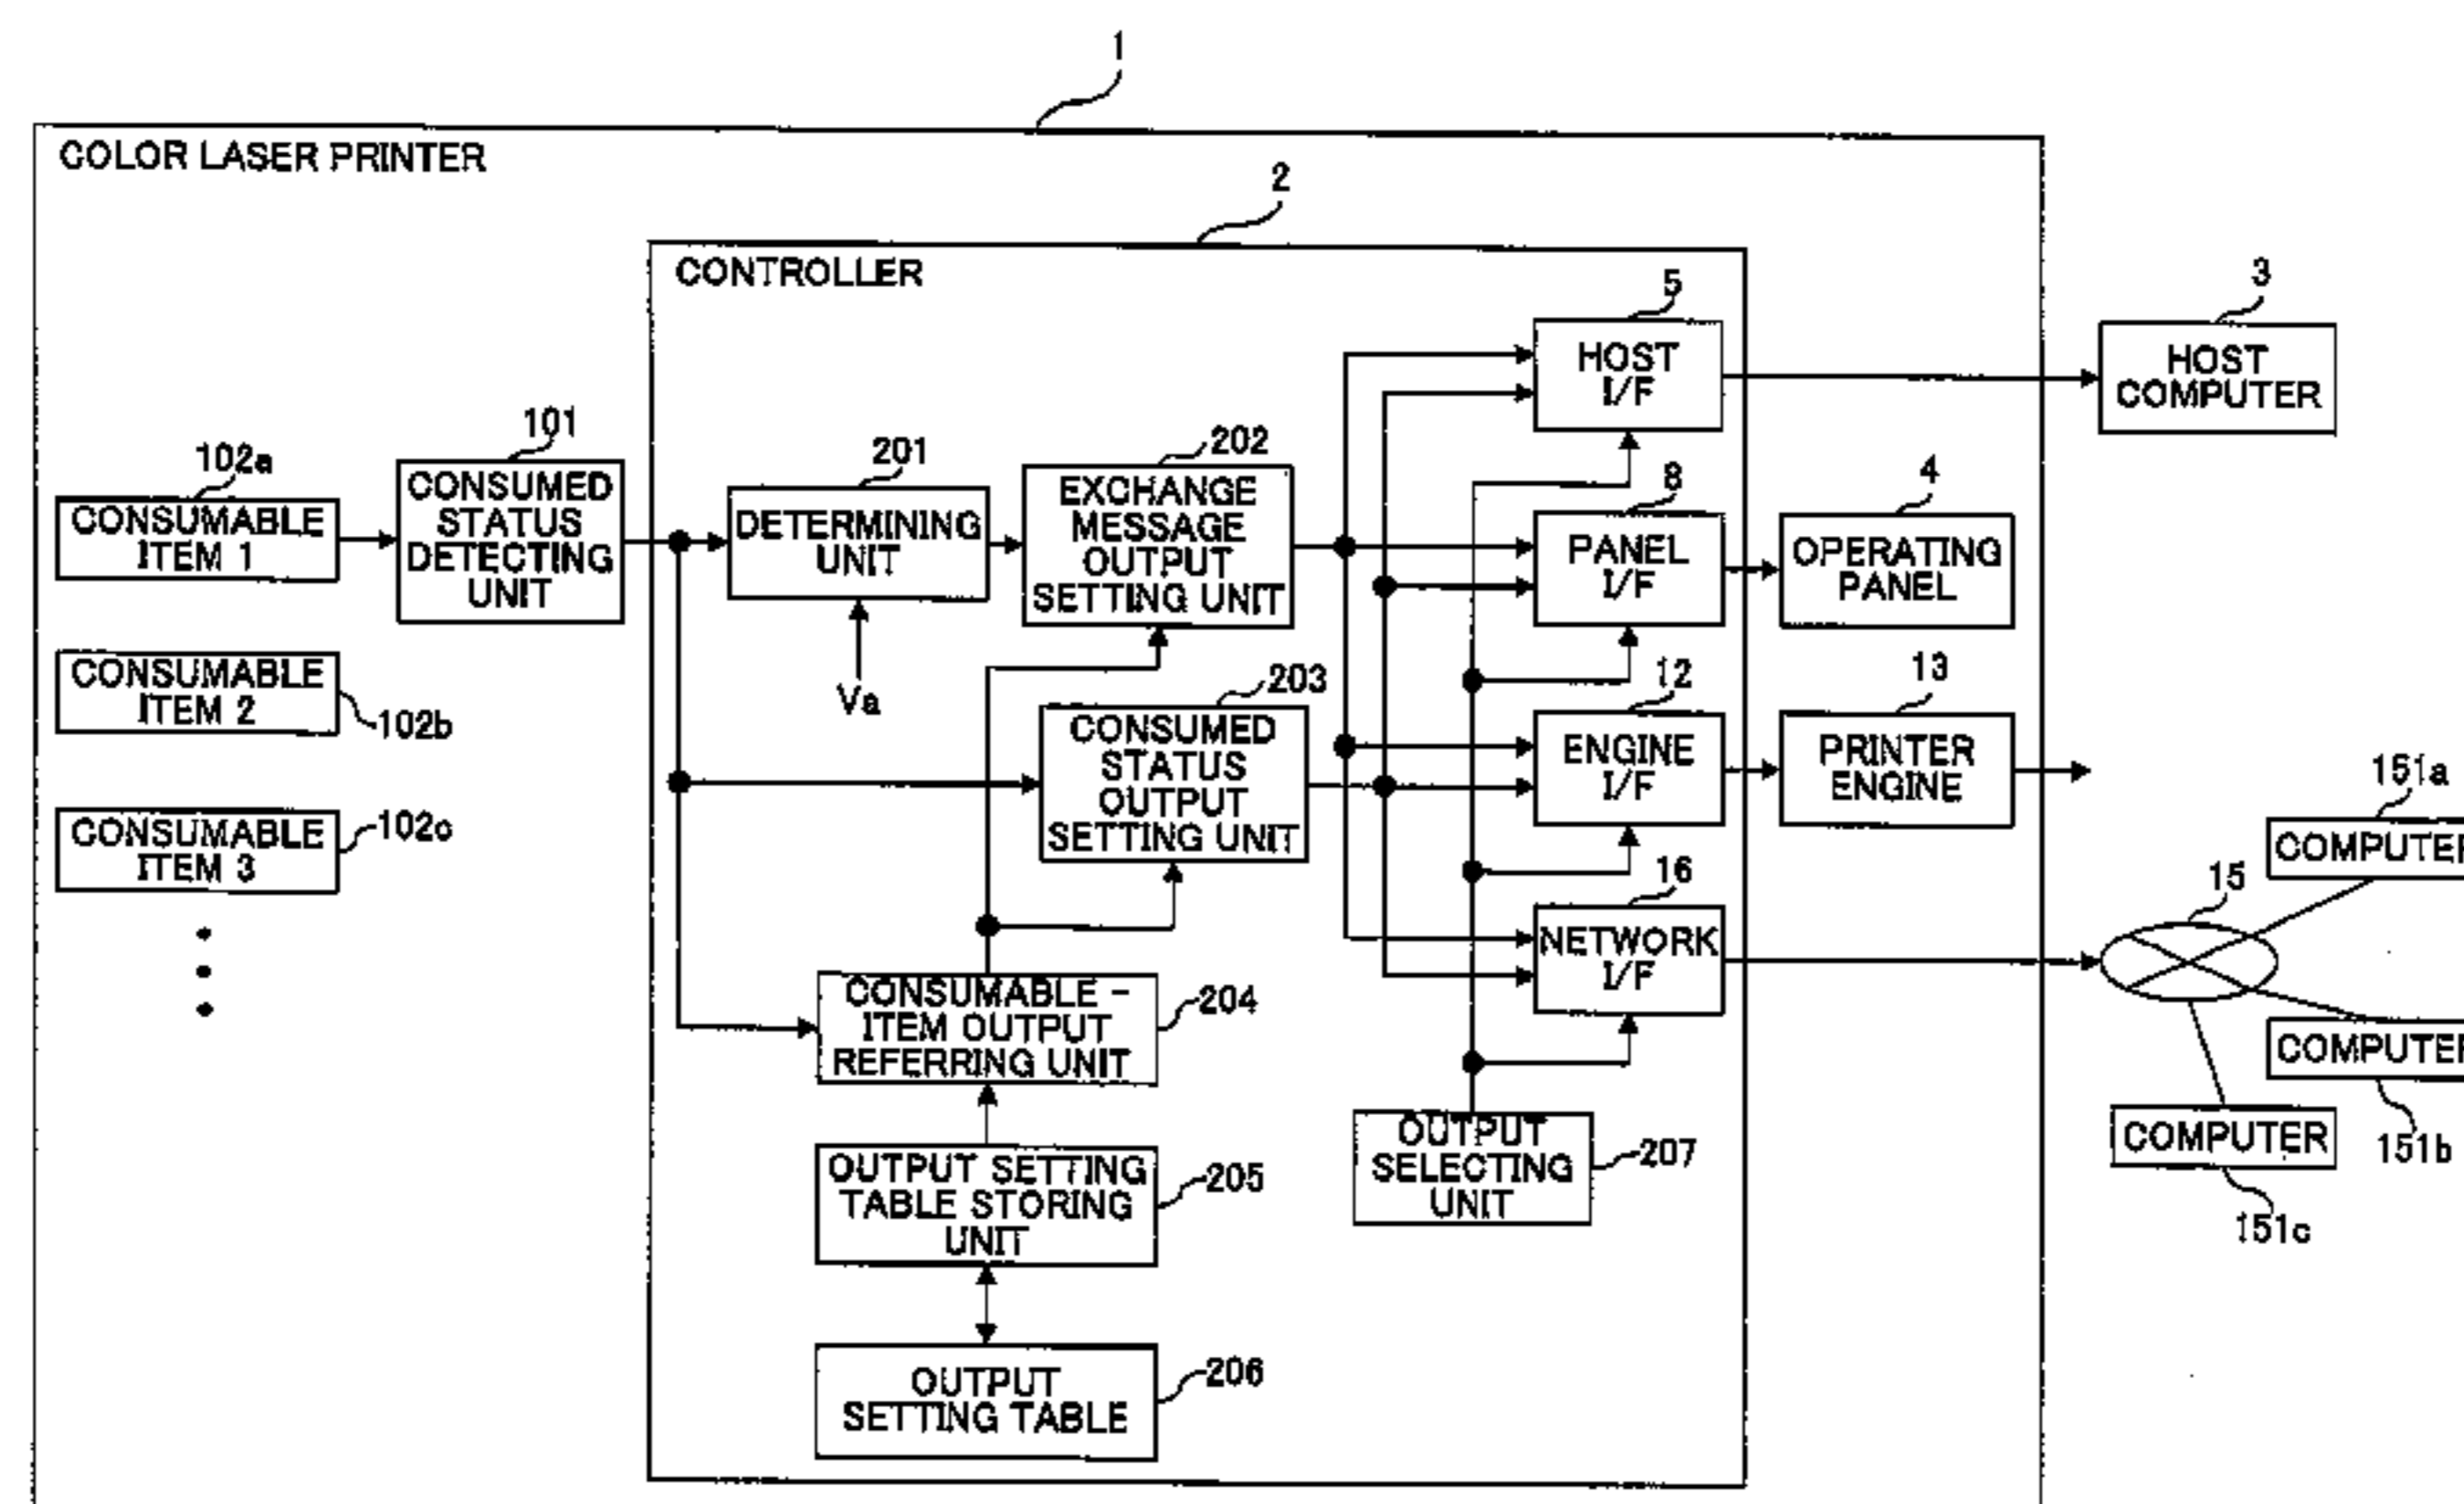 1
COLOR LASER PRINTER
2
CONTROLLER
5
HOST
I/F
3
HOST
COMPUTER
102a
CONSUMABLE
ITEM 1
101
CONSUMED
STATUS
DETECTING
UNIT
201
DETERMINING
UNIT
Va
202
EXCHANGE
MESSAGE
OUTPUT
SETTING UNIT
8
PANEL
I/F
4
OPERATING
PANEL
CONSUMABLE
ITEM 2
102b
203
CONSUMED
STATUS
OUTPUT
SETTING UNIT
12
ENGINE
I/F
13
PRINTER
ENGINE
CONSUMABLE
ITEM 3
102c
16
NETWORK
I/F
15
151a
COMPUTER
COMPUTER
151b
COMPUTER
151c
CONSUMABLE -
ITEM OUTPUT
REFERRING UNIT
204
OUTPUT SETTING
TABLE STORING
UNIT
205
OUTPUT
SELECTING
UNIT
207
OUTPUT
SETTING TABLE
206